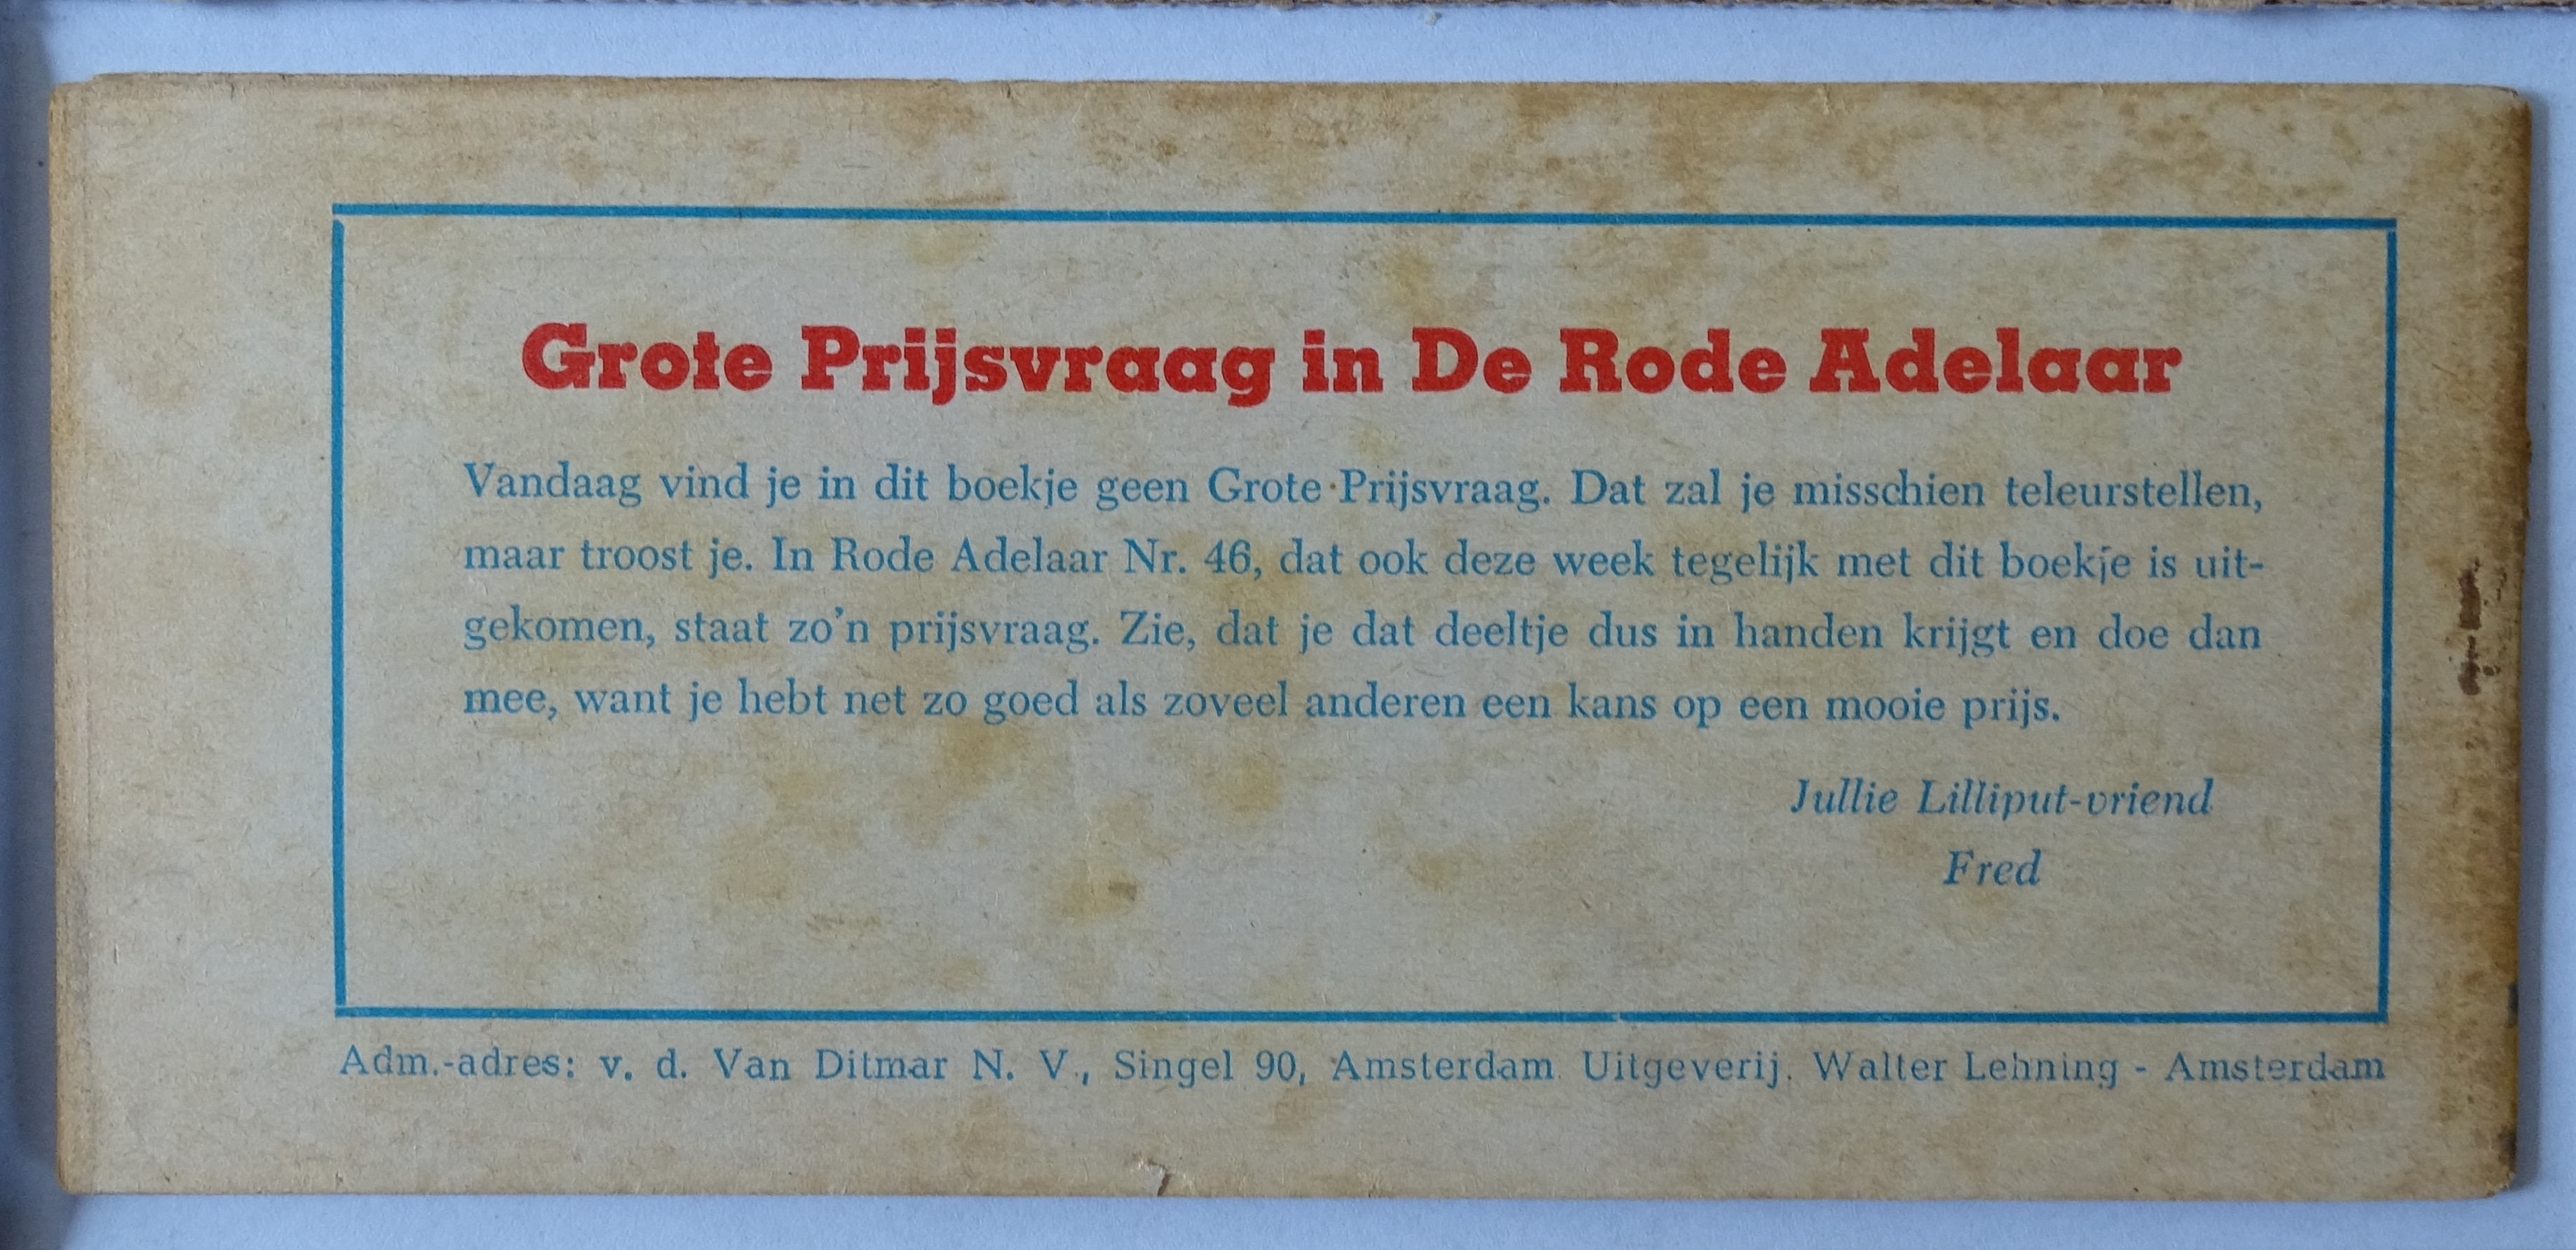 Grote Prijsvraag in De Rode Adelaar
Vandaag vind je in dit boekje geen Grote Prijsvraag. Dat zal je misschien teleurstellen,
maar troost je. In Rode Adelaar Nr. 46, dat ook deze week tegelijk met dit boekje is uit-
gekomen, staat zo'n prijsvraag. Zie, dat je dat deeltje dus in handen krijgt en doe dan
mee, want je hebt net zo goed als zoveel anderen een kans op een mooie prijs.
Jullie Lilliput-vriend
Fred
Adm.-adres: v. d. Van Ditmar N. V., Singel 90, Amsterdam. Uitgeverij. Walter Lehning - Amsterdam